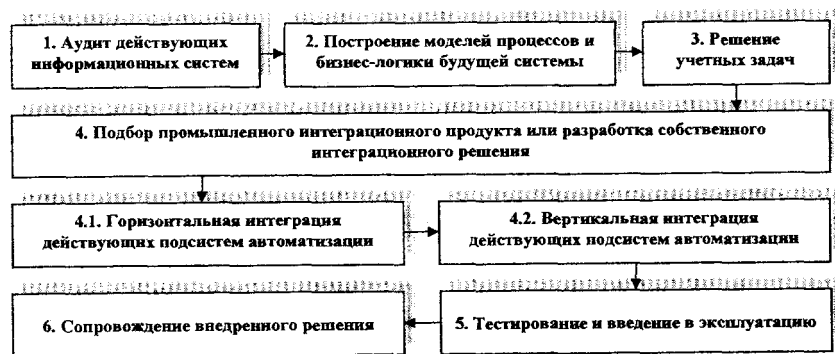 1. Аудит действующих
информационных систем
2. Построение моделей процессов и
бизнес-логики будущей системы
3. Решение
учетных задач
4. Подбор промышленного интеграционного продукта или разработка собственного
интеграционного решения
4.1. Горизонтальная интеграция
действующих подсистем автоматизации
4.2. Вертикальная интеграция
действующих подсистем автоматизации
6. Сопровождение внедренного решения
5. Тестирование и введение в эксплуатацию